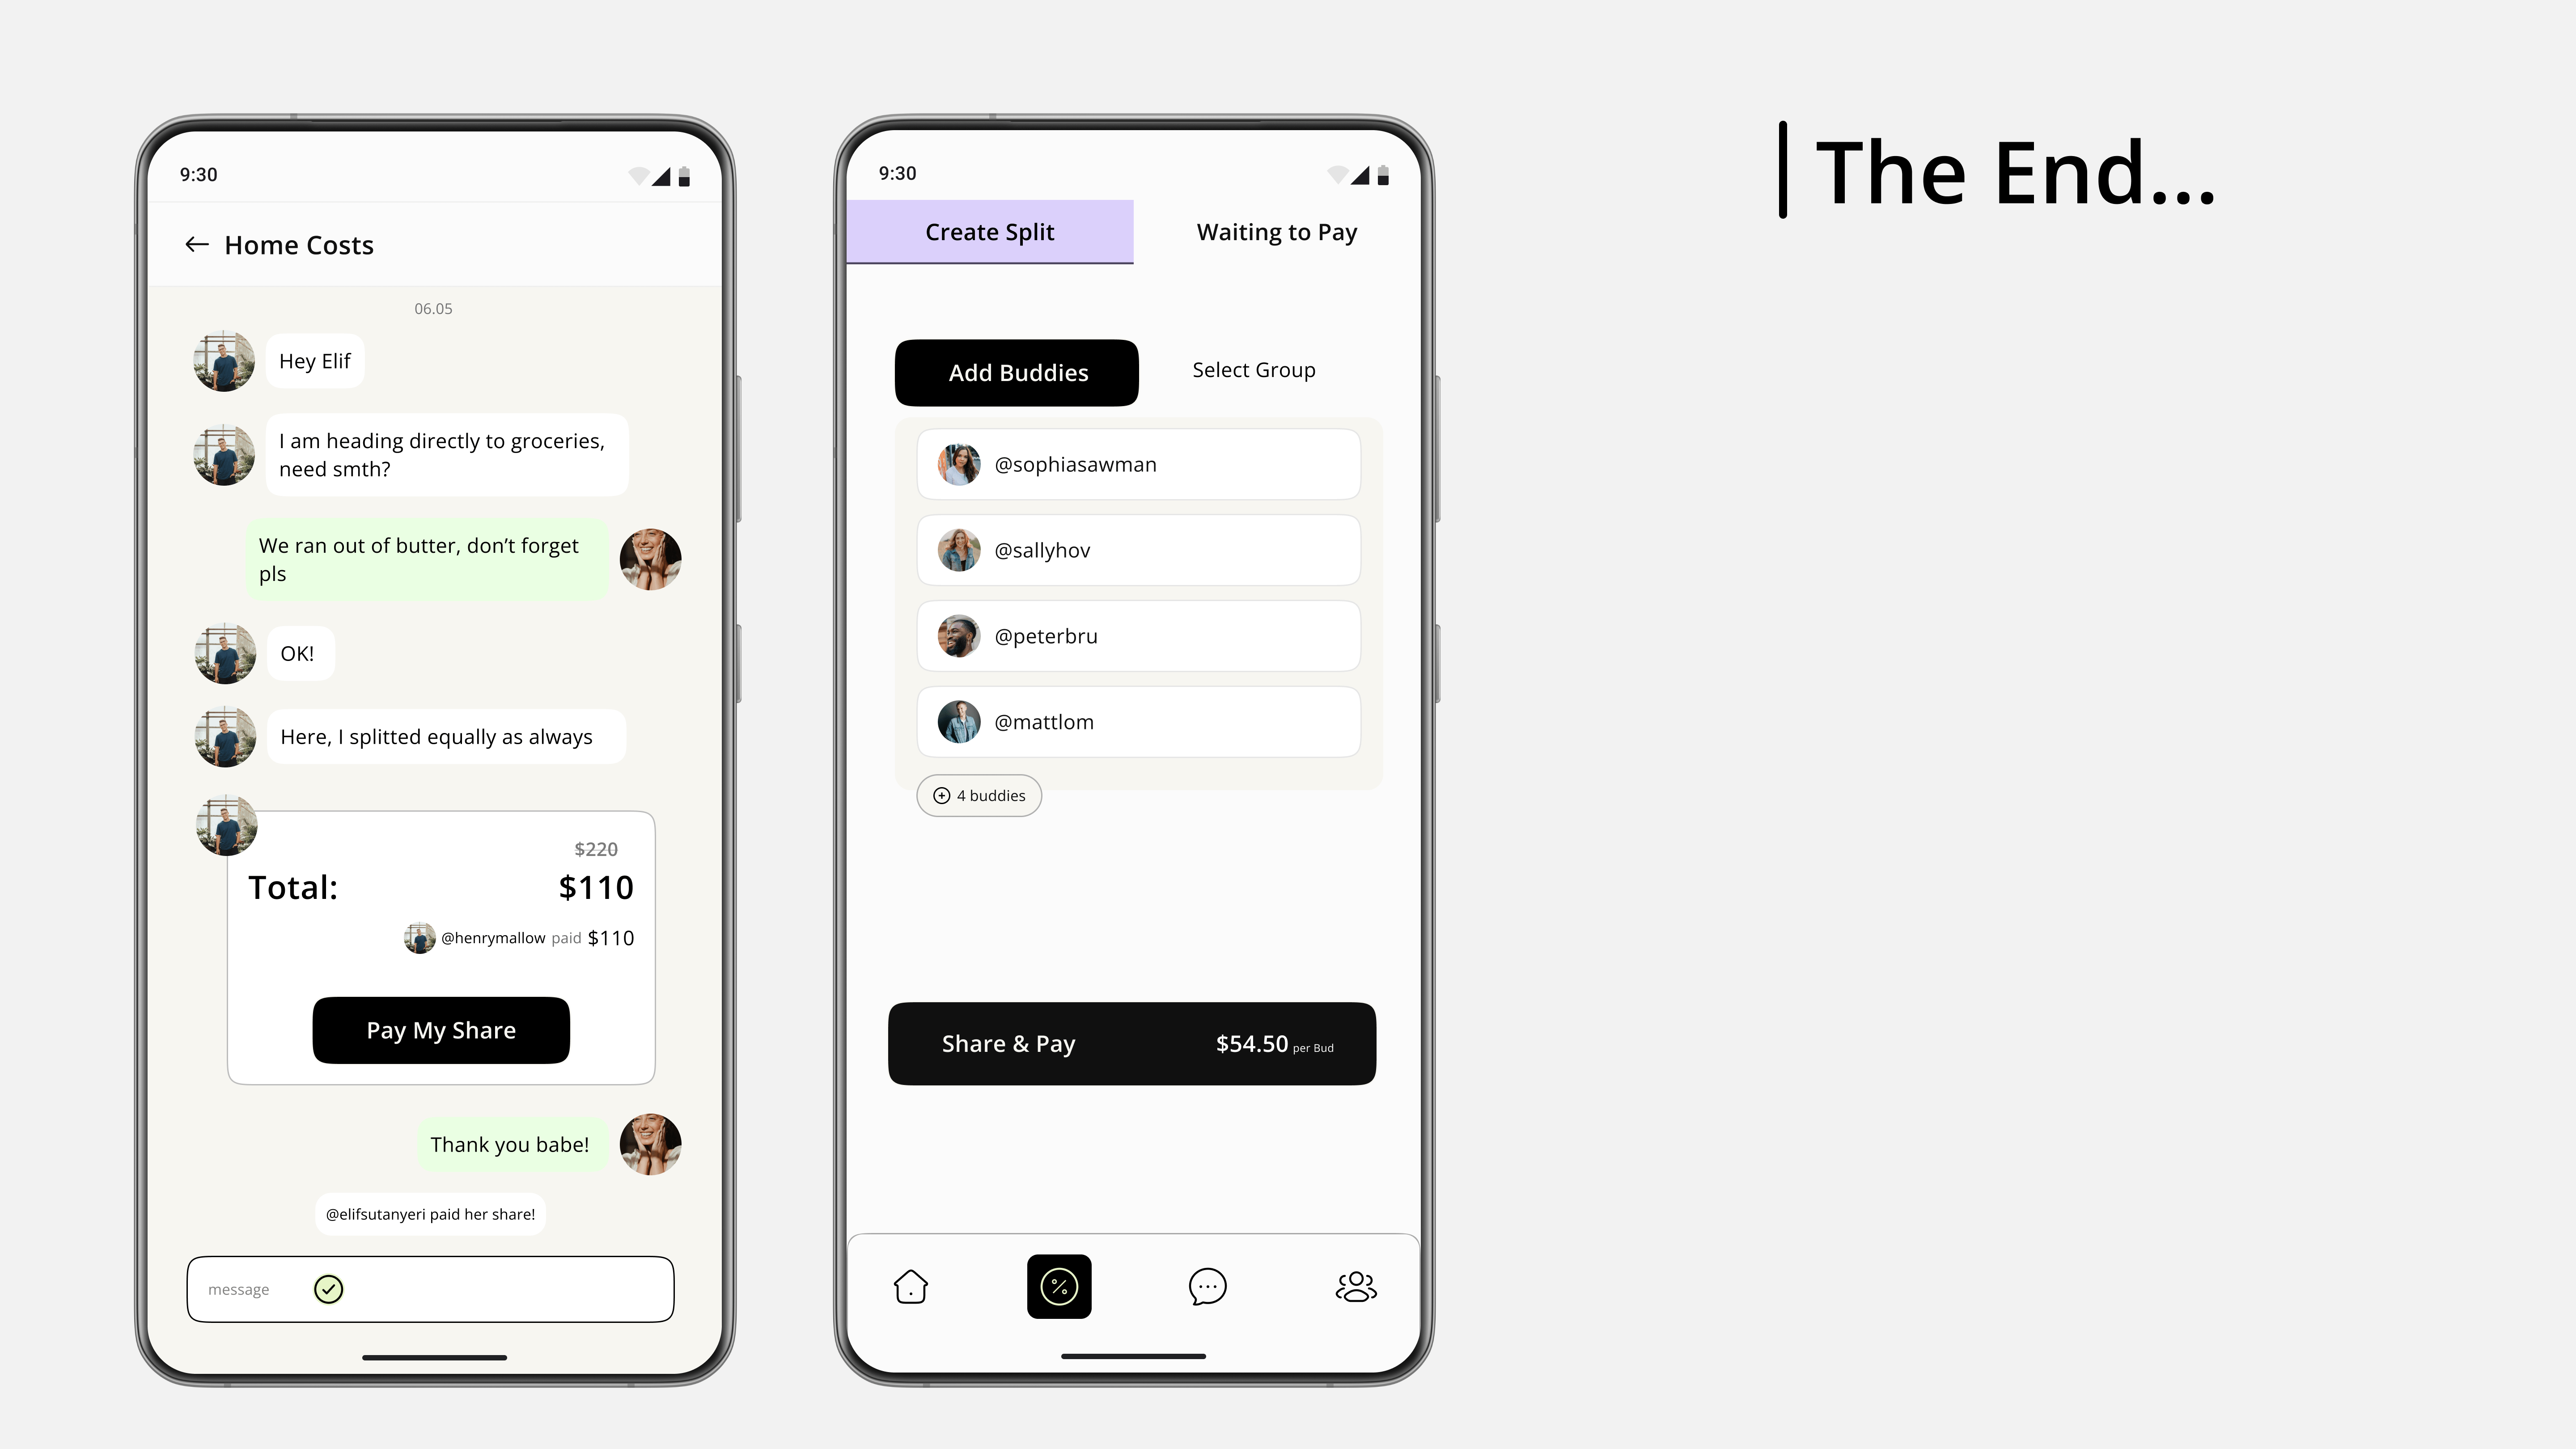 9:30
Home Costs
06.05
Hey Elif
I am heading directly to groceries,
need smth?
We ran out of butter, don’t forget
pls
OK!
Here, I splitted equally as always
$220
Total: $110
@henrymallow paid $110
Pay My Share
Thank you babe!
@elifsutanyeri paid her share!
message
9:30
Create Split Waiting to Pay
Add Buddies Select Group
@sophiasawman
@sallyhov
@peterbru
@mattlom
4 buddies
Share & Pay $54.50 per Bud
The End...